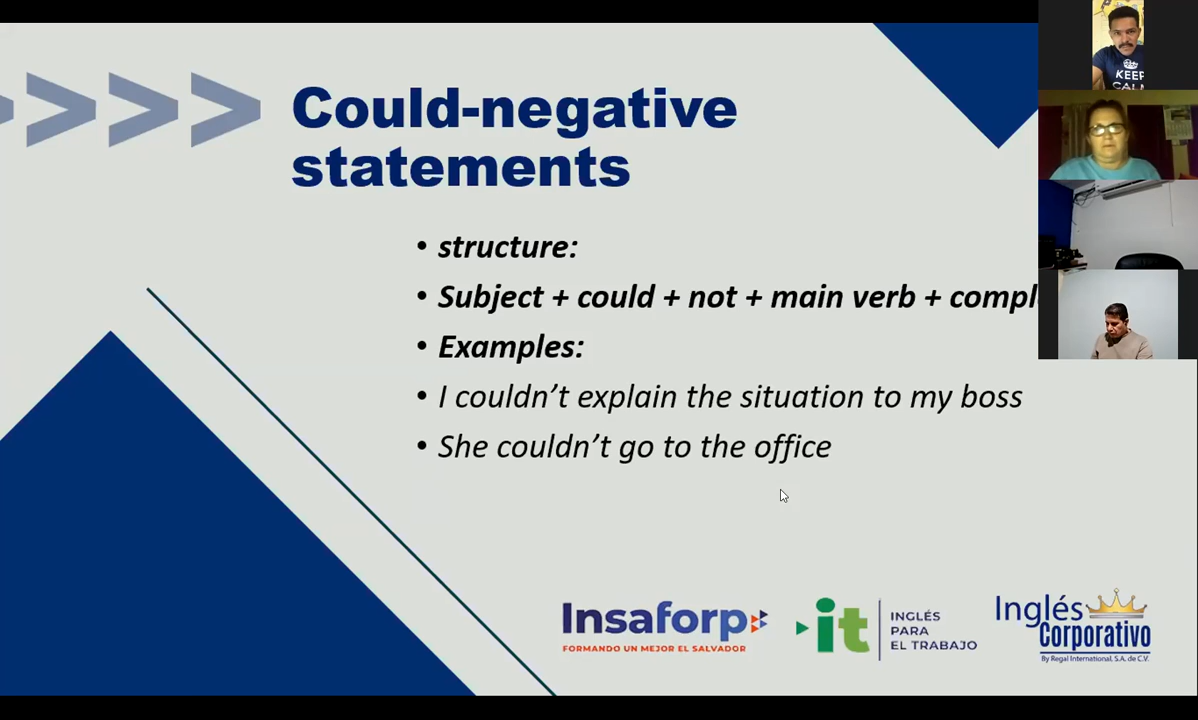 Could-negative
statements
• structure:
• Subject + could + not + main verb + compl
• Examples:
• I couldn't explain the situation to my boss
• She couldn't go to the office
Insaforp
FORMANDO UN MEJOR EL SALVADOR
it
INGLÉS
PARA
EL TRABAJO
Inglés
Corporativo
By Regal International, S.A. de C.V.
KEEP
CALM